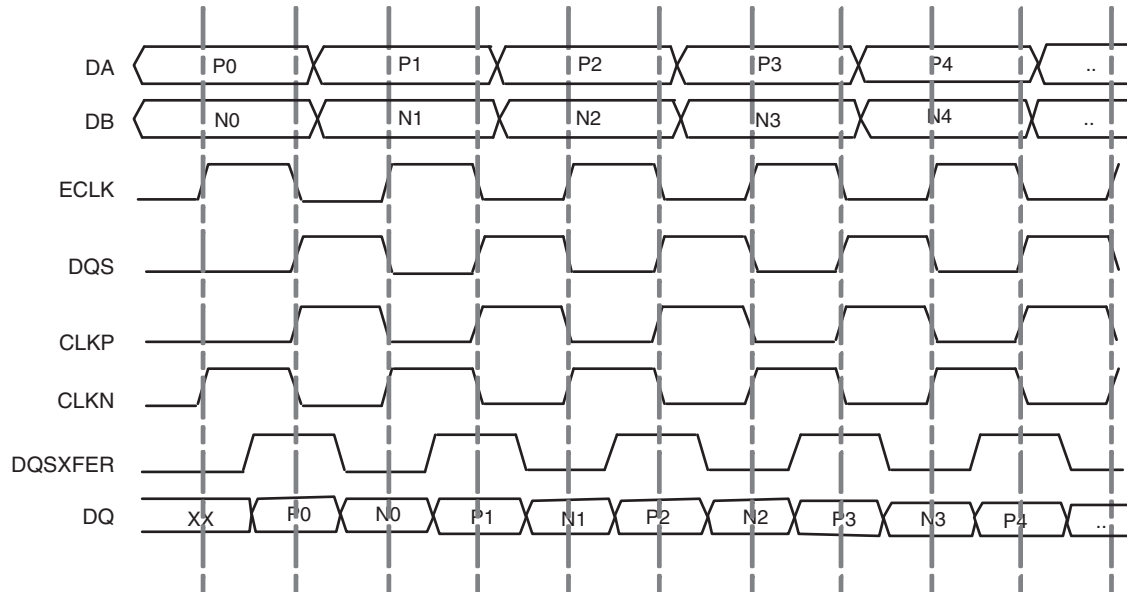 DA P0 P1 P2 P3 P4 ..
DB N0 N1 N2 N3 N4 ..
ECLK
DQS
CLKP
CLKN
DQSXFER
DQ XX P0 N0 P1 N1 P2 N2 P3 N3 P4 ..